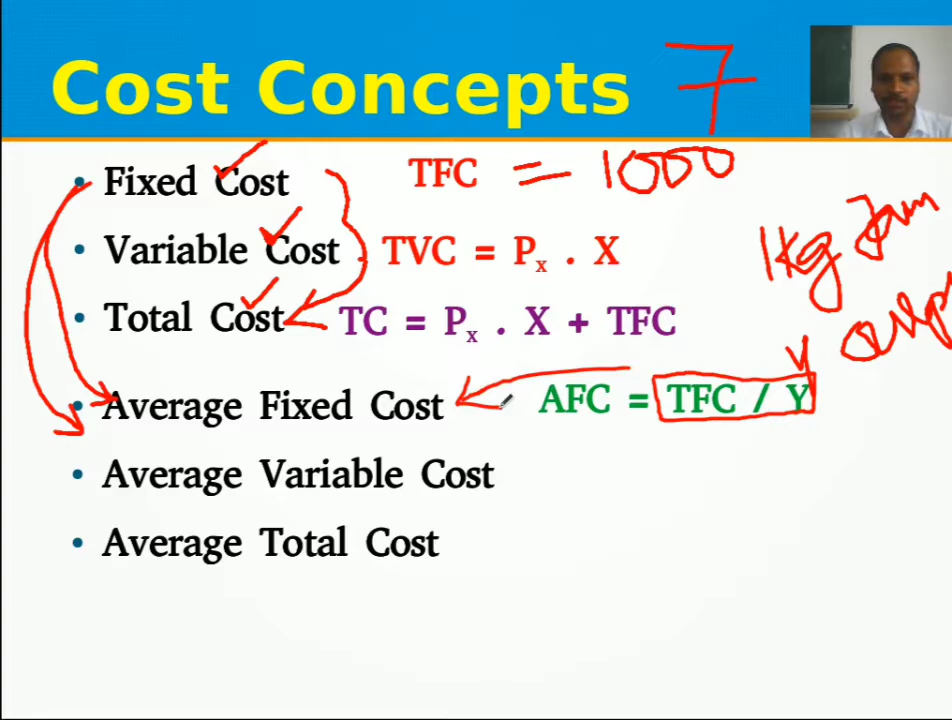 Cost Concepts 7
• Fixed Cost TFC = 1000
• Variable Cost TVC = Pₓ . X
1kg Jam
• Total Cost TC = Pₓ . X + TFC
Y
• Average Fixed Cost AFC = TFC / Y
• Average Variable Cost
• Average Total Cost